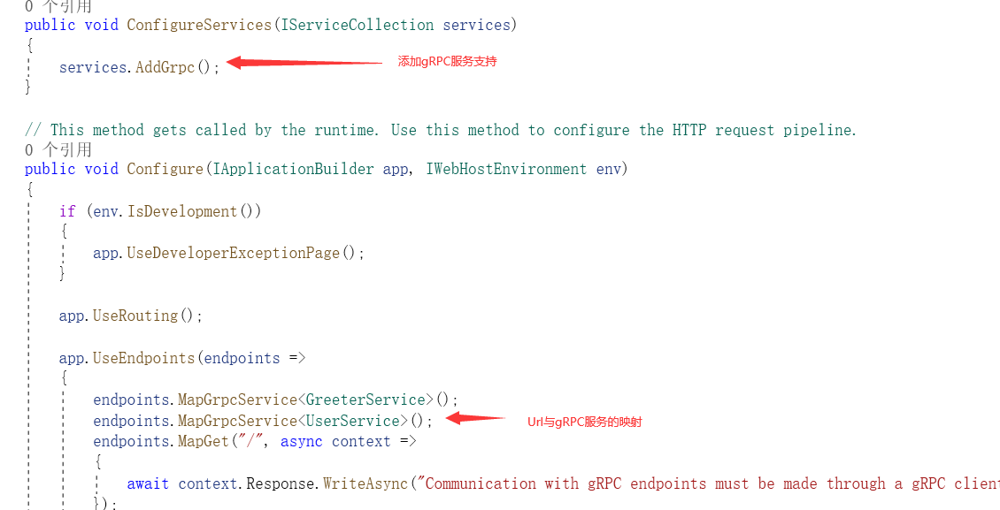 0 个引用
public void ConfigureServices(IServiceCollection services)
{
services.AddGrpc(); 添加gRPC服务支持
}
// This method gets called by the runtime. Use this method to configure the HTTP request pipeline.
0 个引用
public void Configure(IApplicationBuilder app, IWebHostEnvironment env)
{
if (env.IsDevelopment())
{
app.UseDeveloperExceptionPage();
}
app.UseRouting();
app.UseEndpoints(endpoints =>
{
endpoints.MapGrpcService<GreeterService>();
endpoints.MapGrpcService<UserService>(); Url与gRPC服务的映射
endpoints.MapGet("/", async context =>
{
await context.Response.WriteAsync("Communication with gRPC endpoints must be made through a gRPC client
});